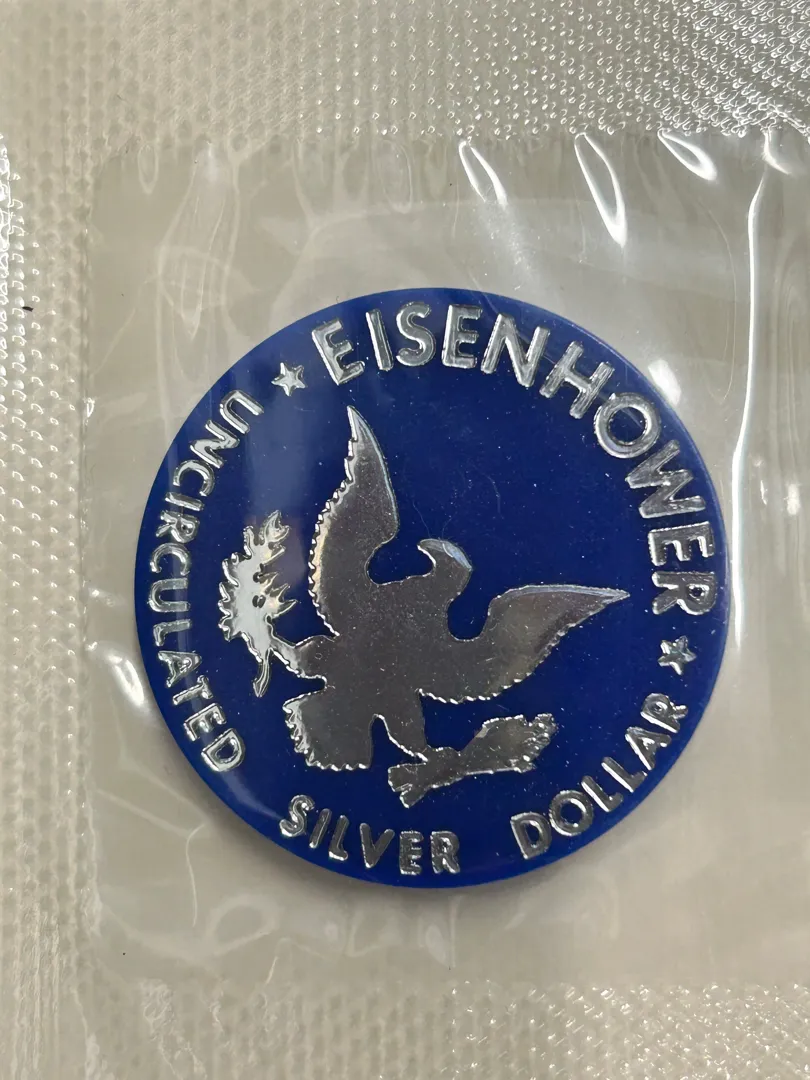 ★ EISENHOWER ★
UNCIRCULATED SILVER DOLLAR